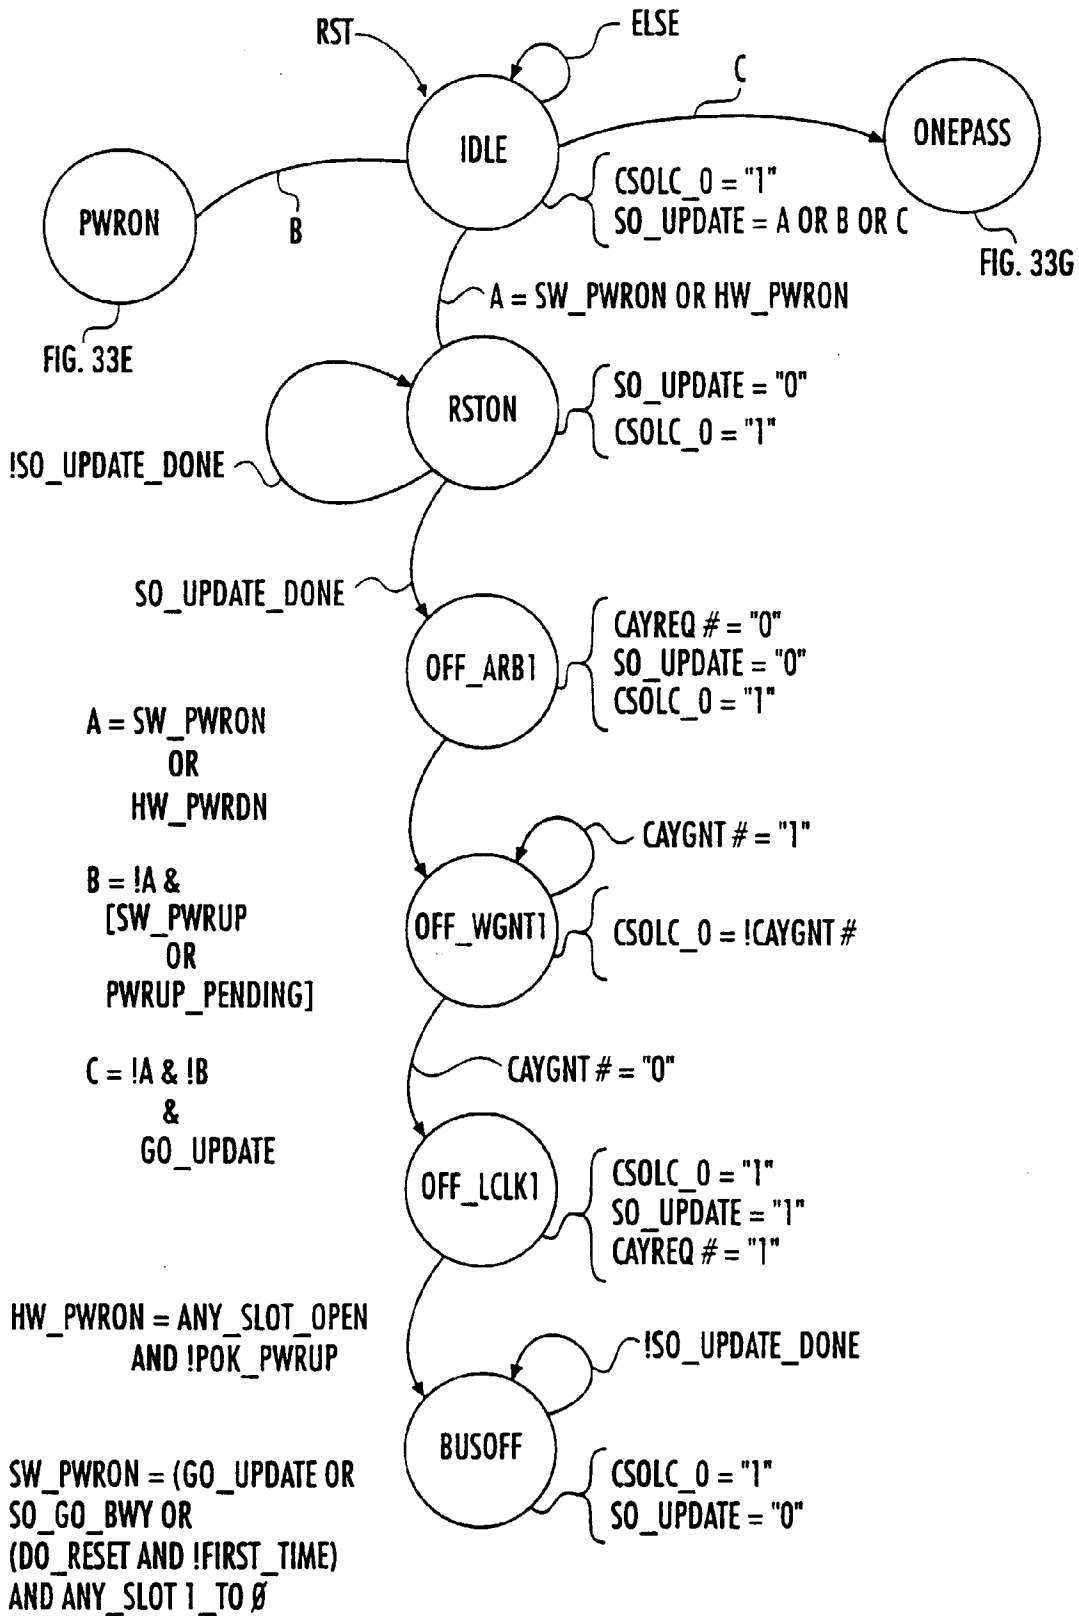 RST
ELSE
C
IDLE
ONEPASS
PWRON
B
CSOLC_0 = "1"
SO_UPDATE = A OR B OR C
FIG. 33G
A = SW_PWRON OR HW_PWRON
FIG. 33E
RSTON
SO_UPDATE = "0"
CSOLC_0 = "1"
!SO_UPDATE_DONE
SO_UPDATE_DONE
OFF_ARB1
CAYREQ # = "0"
SO_UPDATE = "0"
CSOLC_0 = "1"
A = SW_PWRON
OR
HW_PWRDN
CAYGNT # = "1"
B = !A &
[SW_PWRUP
OR
PWRUP_PENDING]
OFF_WGNT1
CSOLC_0 = !CAYGNT #
C = !A & !B
&
GO_UPDATE
CAYGNT # = "0"
OFF_LCLK1
CSOLC_0 = "1"
SO_UPDATE = "1"
CAYREQ # = "1"
HW_PWRON = ANY_SLOT_OPEN
AND !POK_PWRUP
!SO_UPDATE_DONE
BUSOFF
CSOLC_0 = "1"
SO_UPDATE = "0"
SW_PWRON = (GO_UPDATE OR
SO_GO_BWY OR
(DO_RESET AND !FIRST_TIME)
AND ANY_SLOT 1_TO Ø